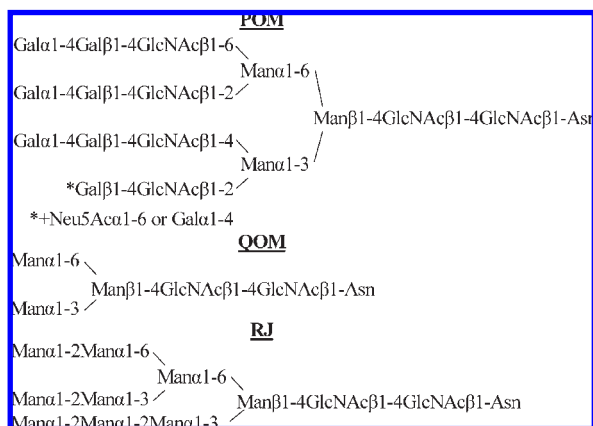 POM
Galα1-4Galβ1-4GlcNAcβ1-6
Manα1-6
Galα1-4Galβ1-4GlcNAcβ1-2
Manβ1-4GlcNAcβ1-4GlcNAcβ1-Asn
Galα1-4Galβ1-4GlcNAcβ1-4
Manα1-3
*Galβ1-4GlcNAcβ1-2
*+Neu5Acα1-6 or Galα1-4
QOM
Manα1-6
Manβ1-4GlcNAcβ1-4GlcNAcβ1-Asn
Manα1-3
RJ
Manα1-2Manα1-6
Manα1-6
Manα1-2Manα1-3
Manβ1-4GlcNAcβ1-4GlcNAcβ1-Asn
Manα1-2Manα1-2Manα1-3